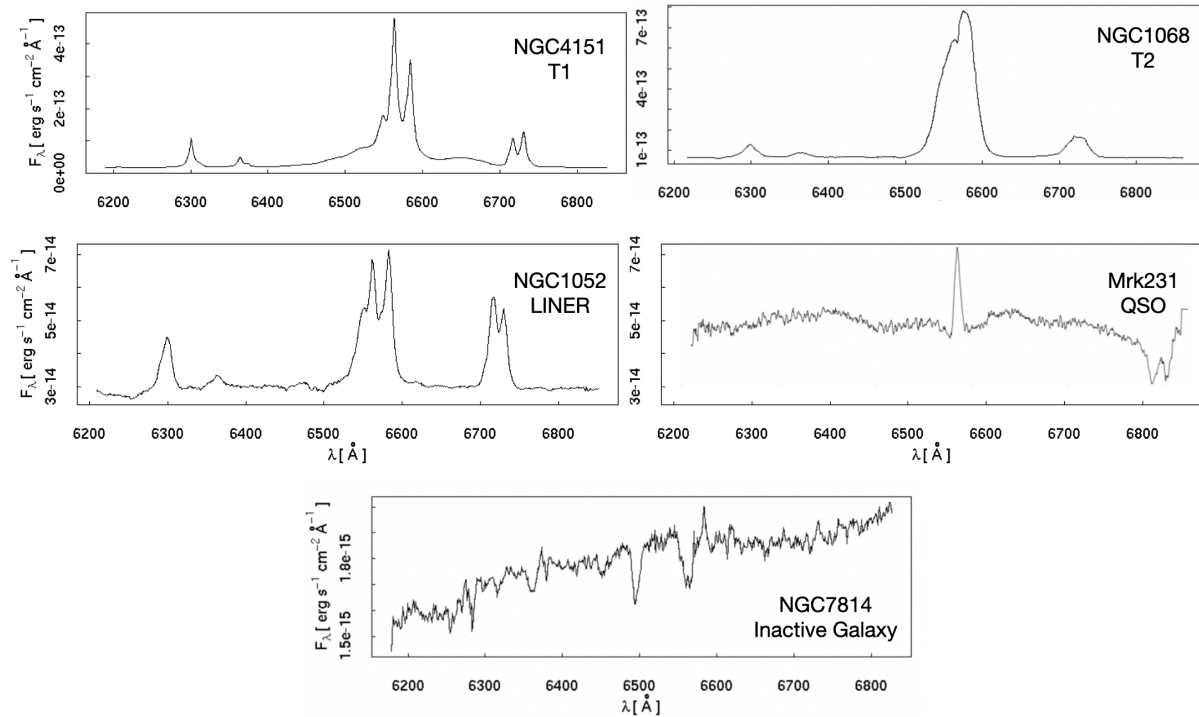 NGC4151
T1
F_λ [ erg s⁻¹ cm⁻² Å⁻¹ ]
4e-13
2e-13
0e+00
6200 6300 6400 6500 6600 6700 6800
NGC1068
T2
7e-13
4e-13
1e-13
6200 6300 6400 6500 6600 6700 6800
NGC1052
LINER
F_λ [ erg s⁻¹ cm⁻² Å⁻¹ ]
7e-14
5e-14
3e-14
6200 6300 6400 6500 6600 6700 6800
λ[ Å ]
Mrk231
QSO
7e-14
5e-14
3e-14
6200 6300 6400 6500 6600 6700 6800
λ[ Å ]
F_λ [ erg s⁻¹ cm⁻² Å⁻¹ ]
1.8e-15
1.5e-15
NGC7814
Inactive Galaxy
6200 6300 6400 6500 6600 6700 6800
λ[ Å ]